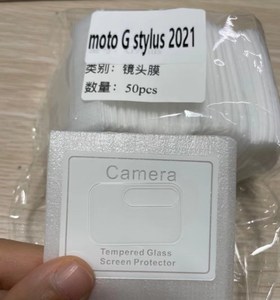 moto G stylus 2021
类别：镜头膜
数量：50pcs
Camera
Tempered Glass
Screen Protector